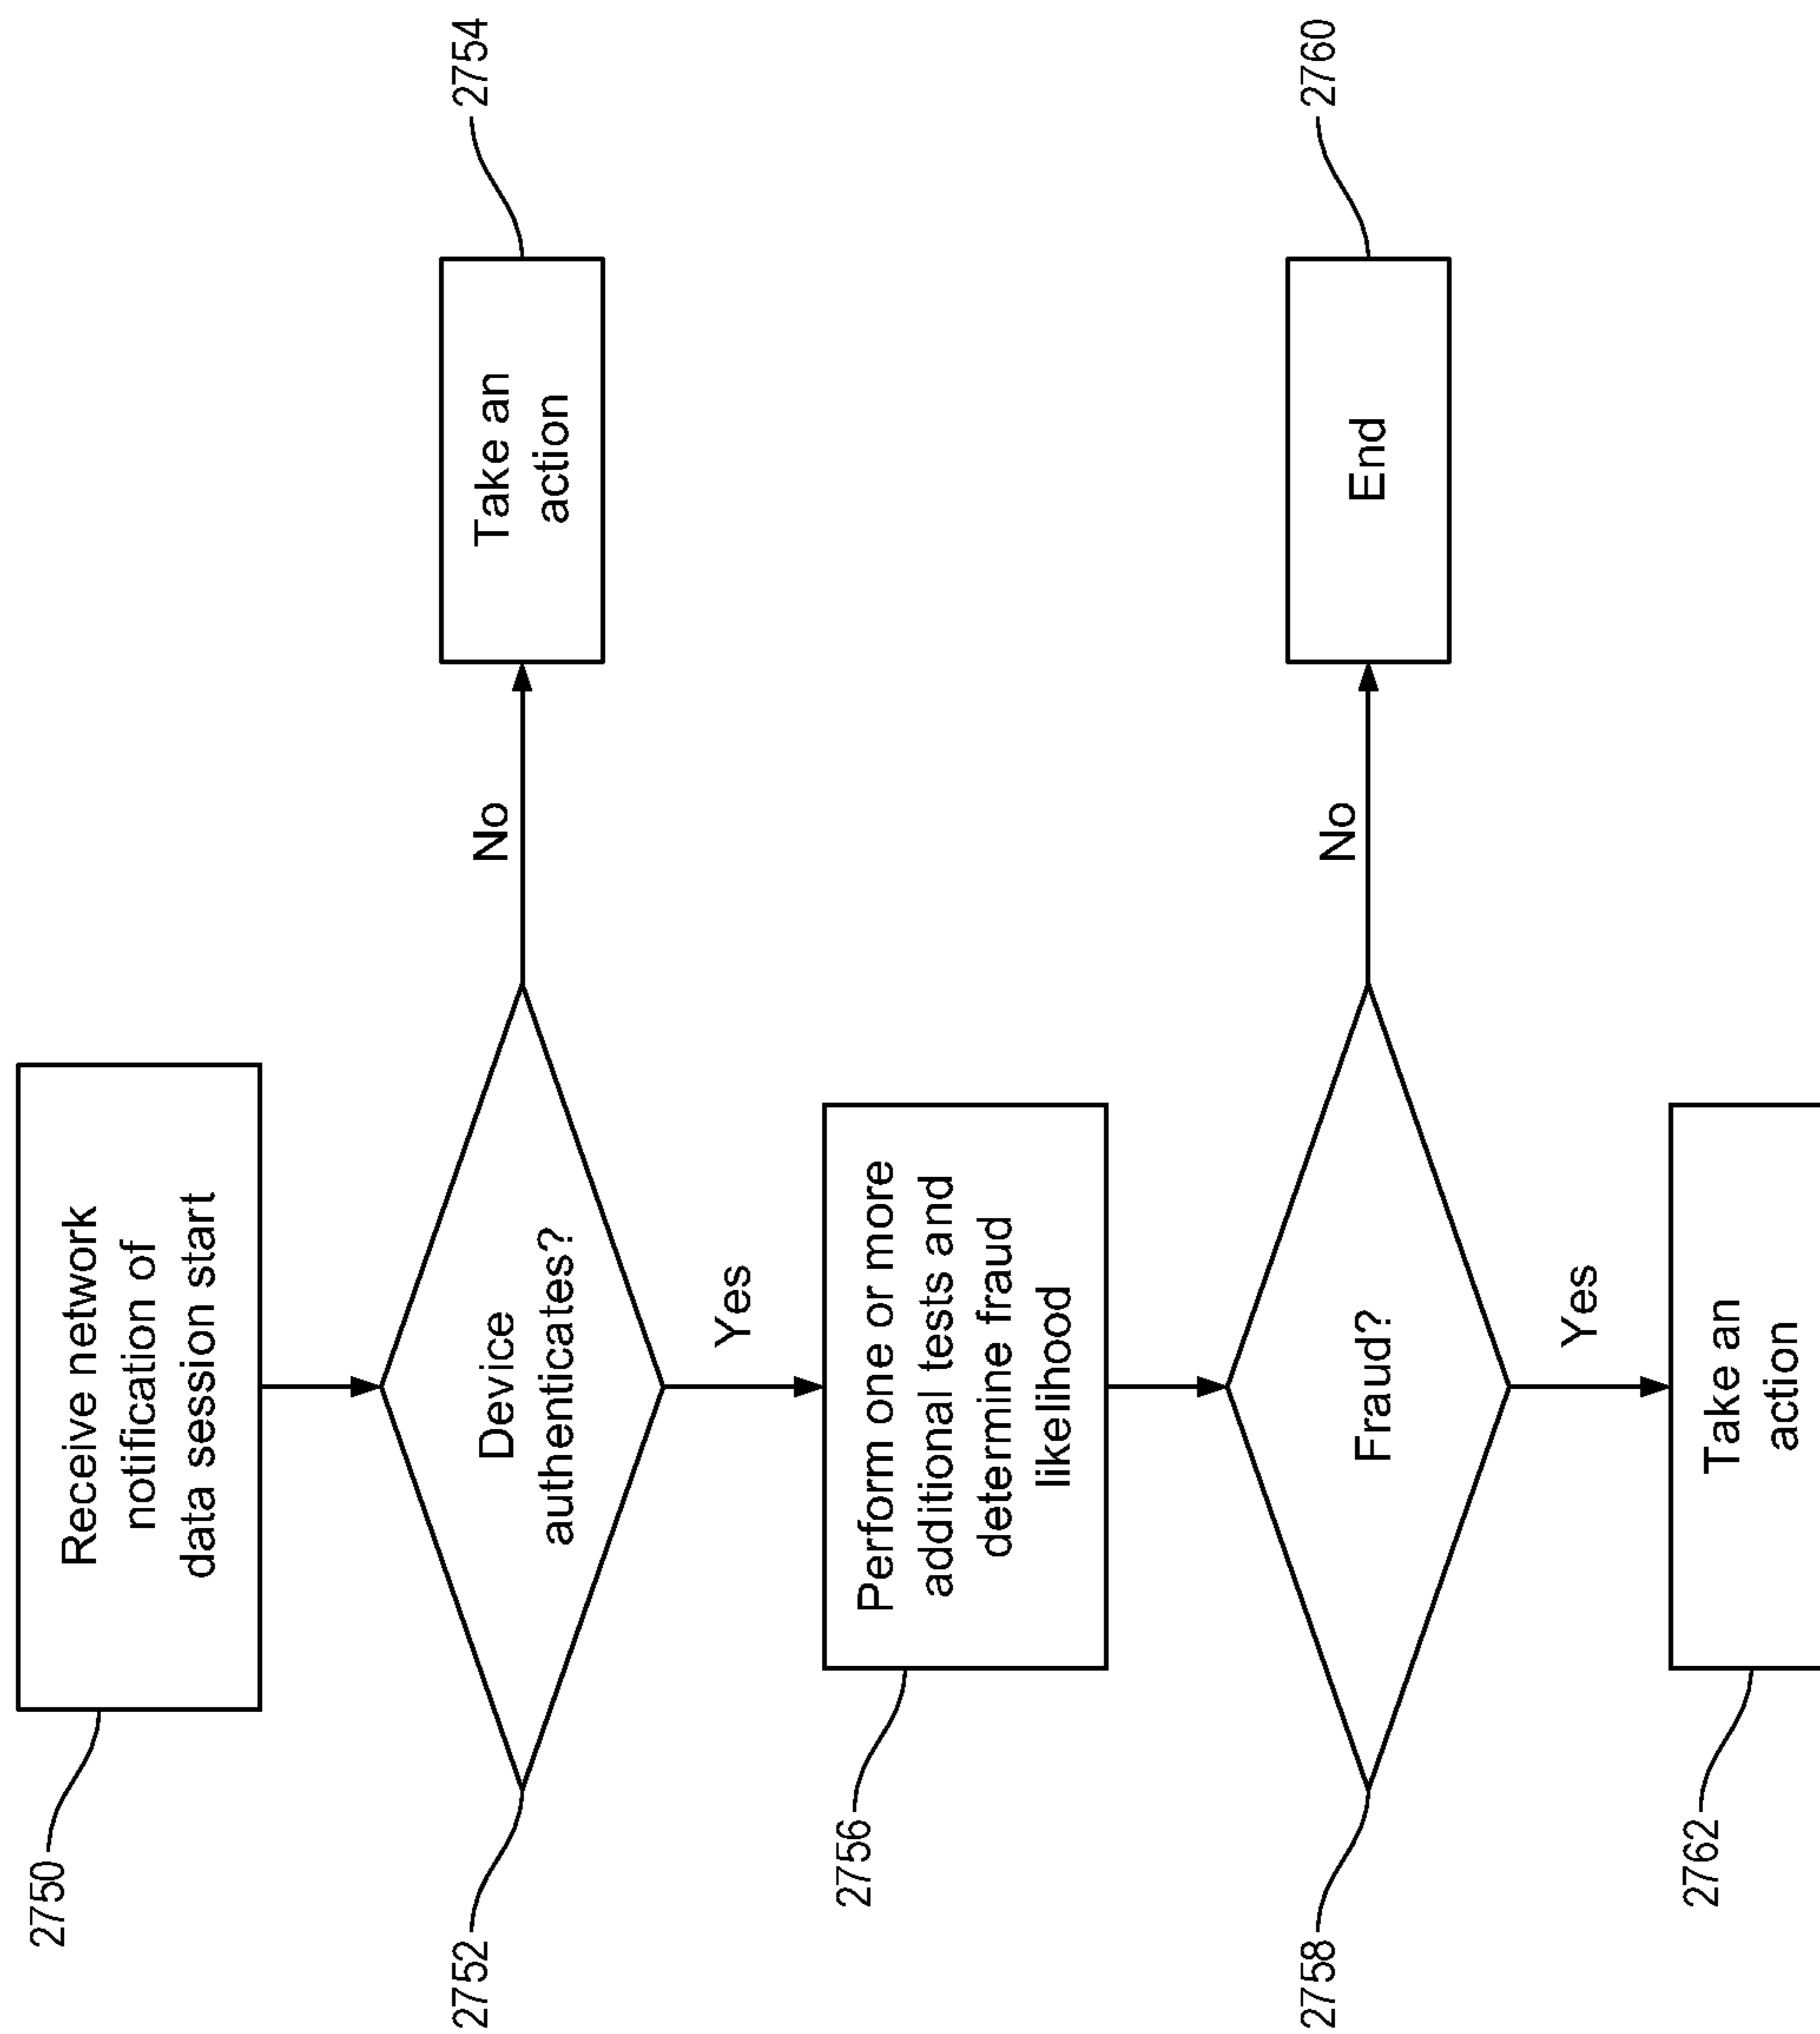 2750
Receive network
notification of
data session start
2752
Device
authenticates?
No
Take an
action
2754
Yes
2756
Perform one or more
additional tests and
determine fraud
likelihood
2758
Fraud?
No
End
2760
Yes
2762
Take an
action